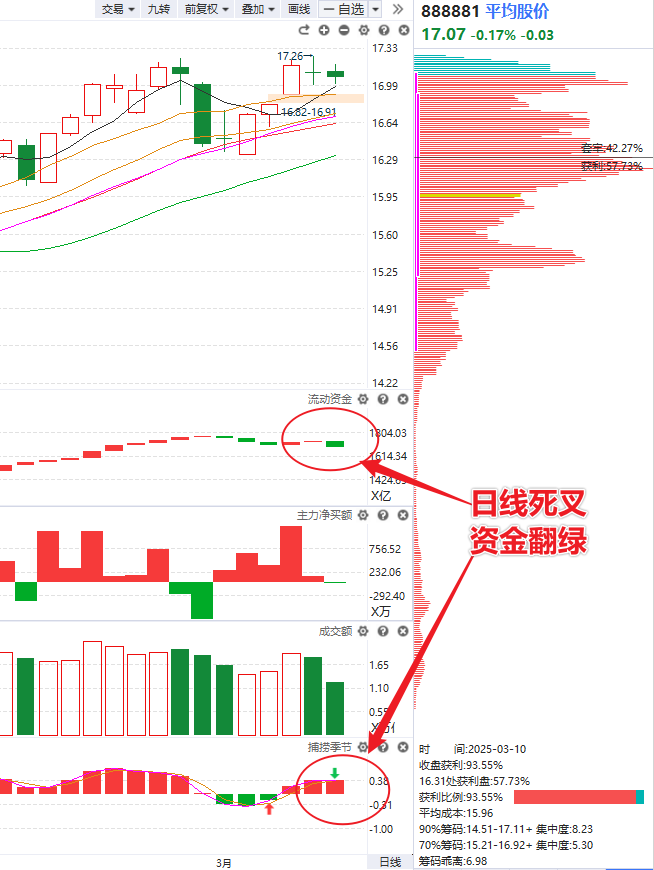 交易 九转 前复权 叠加 画线 一自选
888881 平均股价
17.07 -0.17% -0.03
17.33
17.26
16.99
16.82-16.91
16.64
16.29
15.95
15.60
15.25
14.91
14.56
14.22
套牢:42.27%
获利:57.73%
流动资金
1804.03
1614.34
X亿
主力净买额
756.52
232.06
-292.40
X万
日线死叉
资金翻绿
成交额
1.65
1.10
0.55
捕捞季节
0.38
-0.31
-1.00
3月
日线
时 间:2025-03-10
收盘获利:93.55%
16.31处获利盘:57.73%
获利比例:93.55%
平均成本:15.96
90%筹码:14.51-17.11+ 集中度:8.23
70%筹码:15.21-16.92+ 集中度:5.30
筹码乖离:6.98